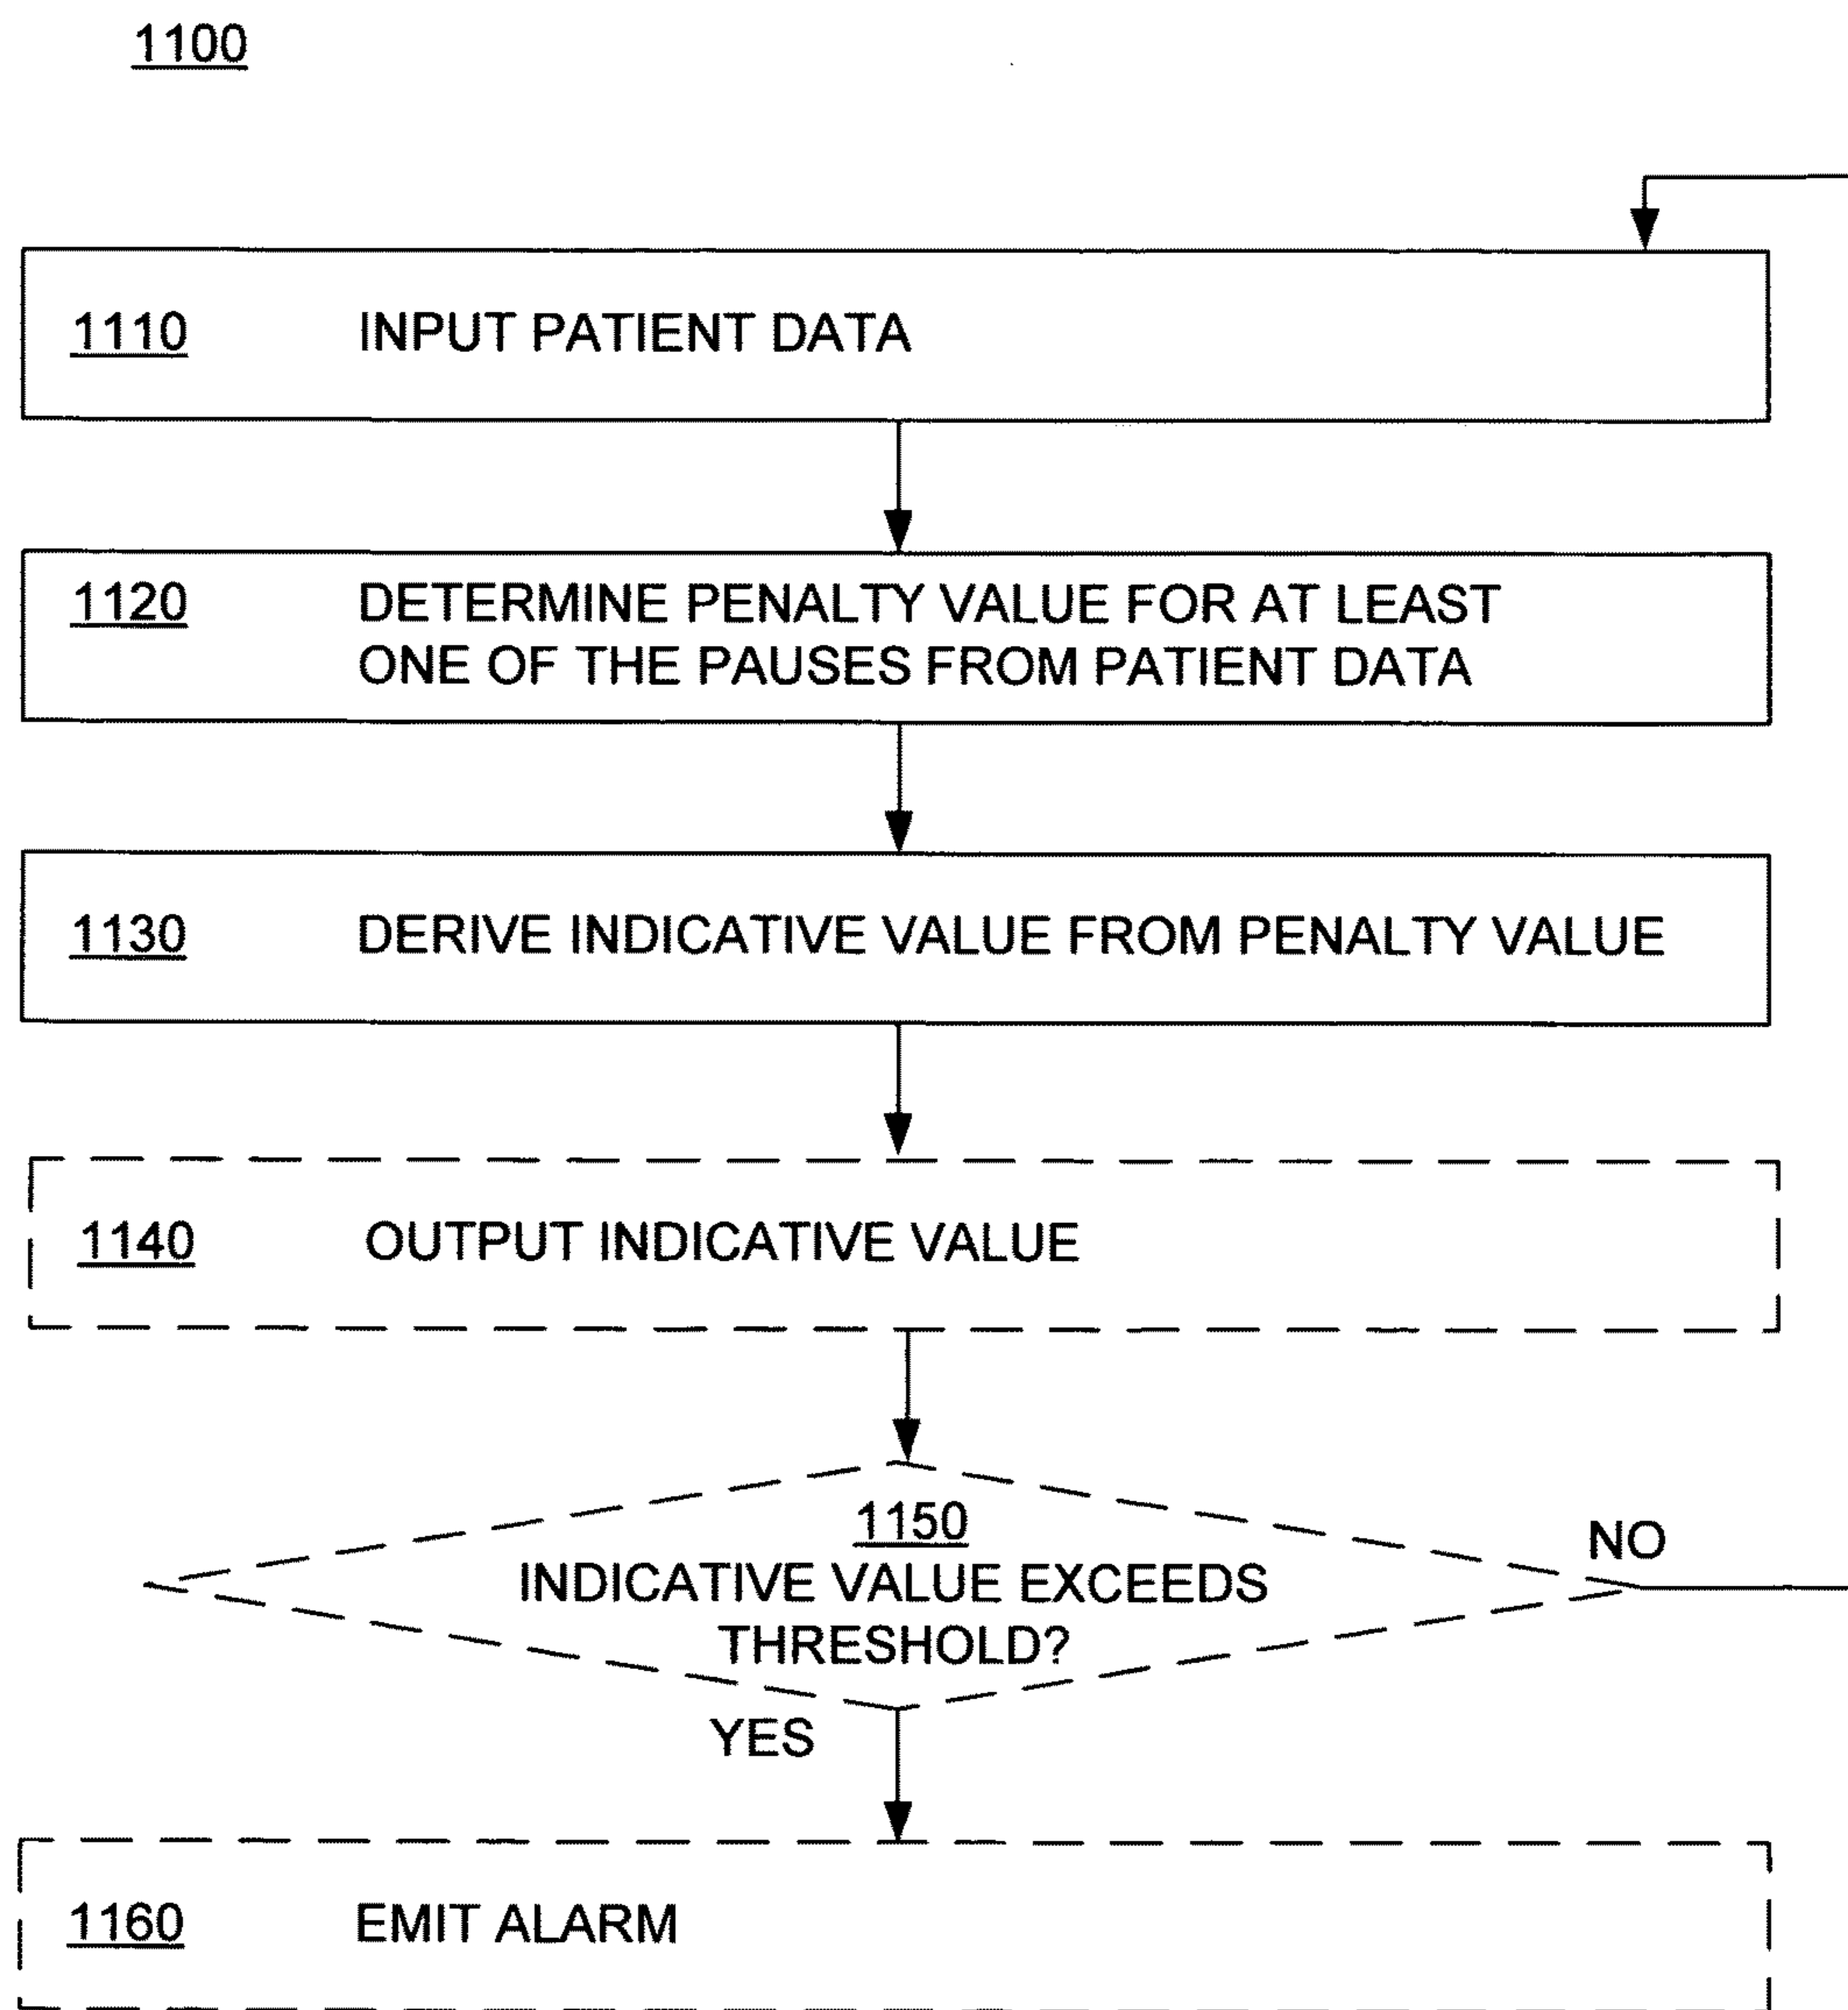 1100
1110 INPUT PATIENT DATA
1120 DETERMINE PENALTY VALUE FOR AT LEAST
ONE OF THE PAUSES FROM PATIENT DATA
1130 DERIVE INDICATIVE VALUE FROM PENALTY VALUE
1140 OUTPUT INDICATIVE VALUE
1150
INDICATIVE VALUE EXCEEDS
THRESHOLD?
NO
YES
1160 EMIT ALARM